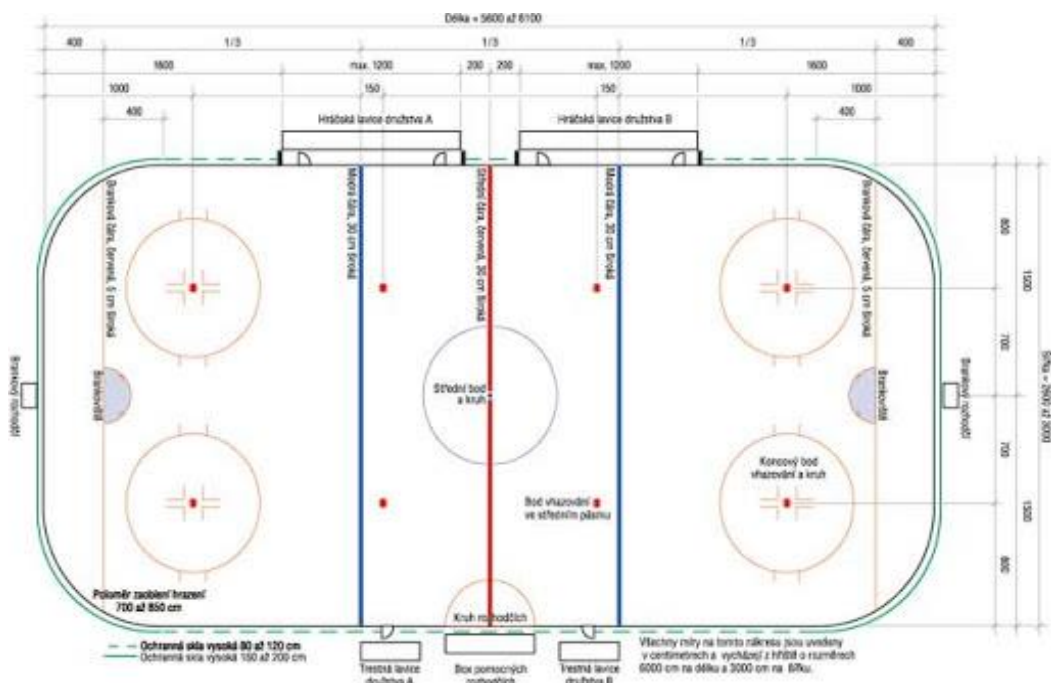 Délka = 5600 až 6100
400 1/3 1/3 1/3 400
1600 max. 1200 200 200 max. 1200 1600
1000 150 150 1000
400 400
Hráčská lavice družstva A
Hráčská lavice družstva B
Branková čára, červená, 5 cm široká
Modrá čára, 30 cm široká
Střední čára, červená, 30 cm široká
Modrá čára, 30 cm široká
Branková čára, červená, 5 cm široká
800
1500
700
Šířka = 2600 až 3000
Brankový rozhodčí
Brankoviště
Střední bod
a kruh
Brankoviště
Brankový rozhodčí
700
Koncový bod
vhazování a kruh
Bod vhazování
ve středním pásmu
1500
800
Poloměr zaoblení hrazení
700 až 850 cm
Kruh rozhodčích
Ochranná skla vysoká 80 až 120 cm
Ochranná skla vysoká 160 až 200 cm
Trestná lavice
družstva A
Box pomocných
rozhodčích
Trestná lavice
družstva B
Všechny míry na tomto nákresu jsou uvedeny
v centimetrech a vycházejí z hřiště o rozměrech
6000 cm na délku a 3000 cm na šířku.